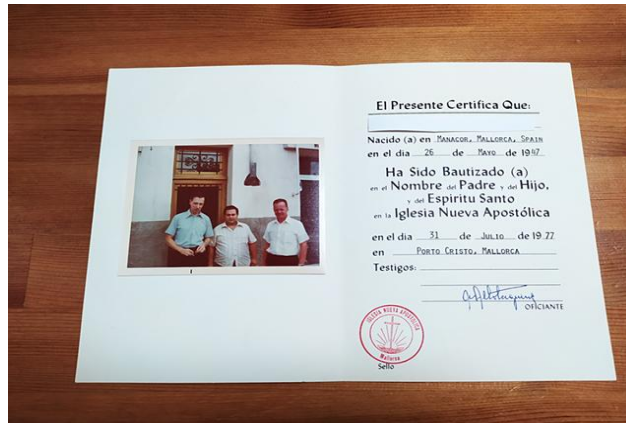 El Presente Certifica Que:
Nacido (a) en MANACOR, MALLORCA, SPAIN
en el dia 26 de MAYO de 1947
Ha Sido Bautizado (a)
en el Nombre del Padre y del Hijo,
y del Espiritu Santo
en la Iglesia Nueva Apostólica
en el dia 31 de JULIO de 1977
en PORTO CRISTO, MALLORCA
Testigos:
OFICIANTE
IGLESIA NUEVA APOSTOLICA
Mallorca
Sello